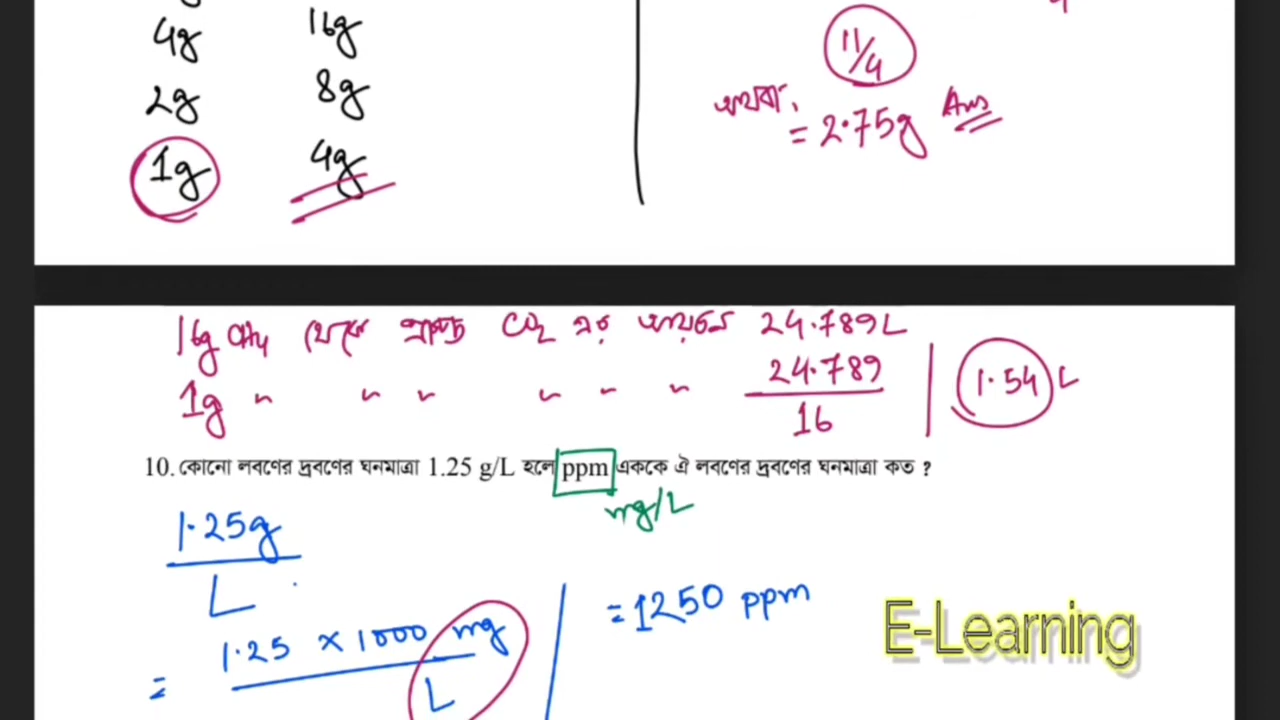 4g 16g
2g 8g
1g 4g
11/4
অথবা,
= 2.75g Ans
16g CH4 থেকে প্রাপ্ত CO2 এর আয়তন 24.789L
1g " " " " " " 24.789
16
1.54 L
10. কোনো লবণের দ্রবণের ঘনমাত্রা 1.25 g/L হলে ppm এককে ঐ লবণের দ্রবণের ঘনমাত্রা কত ?
mg/L
1.25g
L
= 1.25 × 1000 mg
L
= 1250 ppm
E-Learning